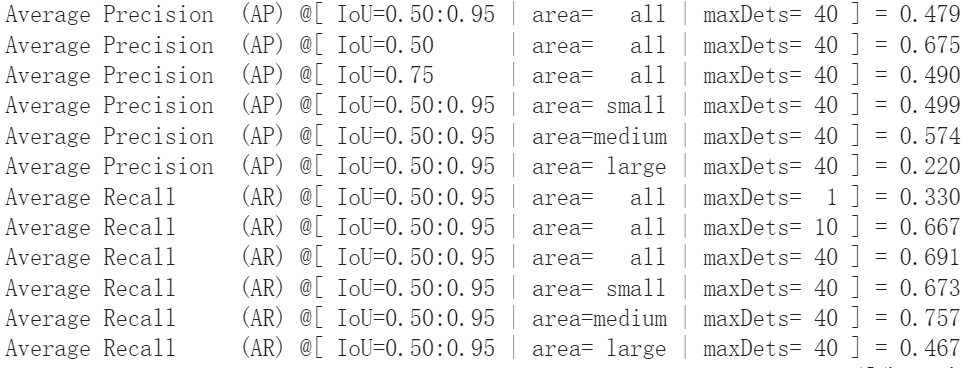 Average Precision (AP) @[ IoU=0.50:0.95 | area= all | maxDets= 40 ] = 0.479
Average Precision (AP) @[ IoU=0.50 | area= all | maxDets= 40 ] = 0.675
Average Precision (AP) @[ IoU=0.75 | area= all | maxDets= 40 ] = 0.490
Average Precision (AP) @[ IoU=0.50:0.95 | area= small | maxDets= 40 ] = 0.499
Average Precision (AP) @[ IoU=0.50:0.95 | area=medium | maxDets= 40 ] = 0.574
Average Precision (AP) @[ IoU=0.50:0.95 | area= large | maxDets= 40 ] = 0.220
Average Recall (AR) @[ IoU=0.50:0.95 | area= all | maxDets= 1 ] = 0.330
Average Recall (AR) @[ IoU=0.50:0.95 | area= all | maxDets= 10 ] = 0.667
Average Recall (AR) @[ IoU=0.50:0.95 | area= all | maxDets= 40 ] = 0.691
Average Recall (AR) @[ IoU=0.50:0.95 | area= small | maxDets= 40 ] = 0.673
Average Recall (AR) @[ IoU=0.50:0.95 | area=medium | maxDets= 40 ] = 0.757
Average Recall (AR) @[ IoU=0.50:0.95 | area= large | maxDets= 40 ] = 0.467